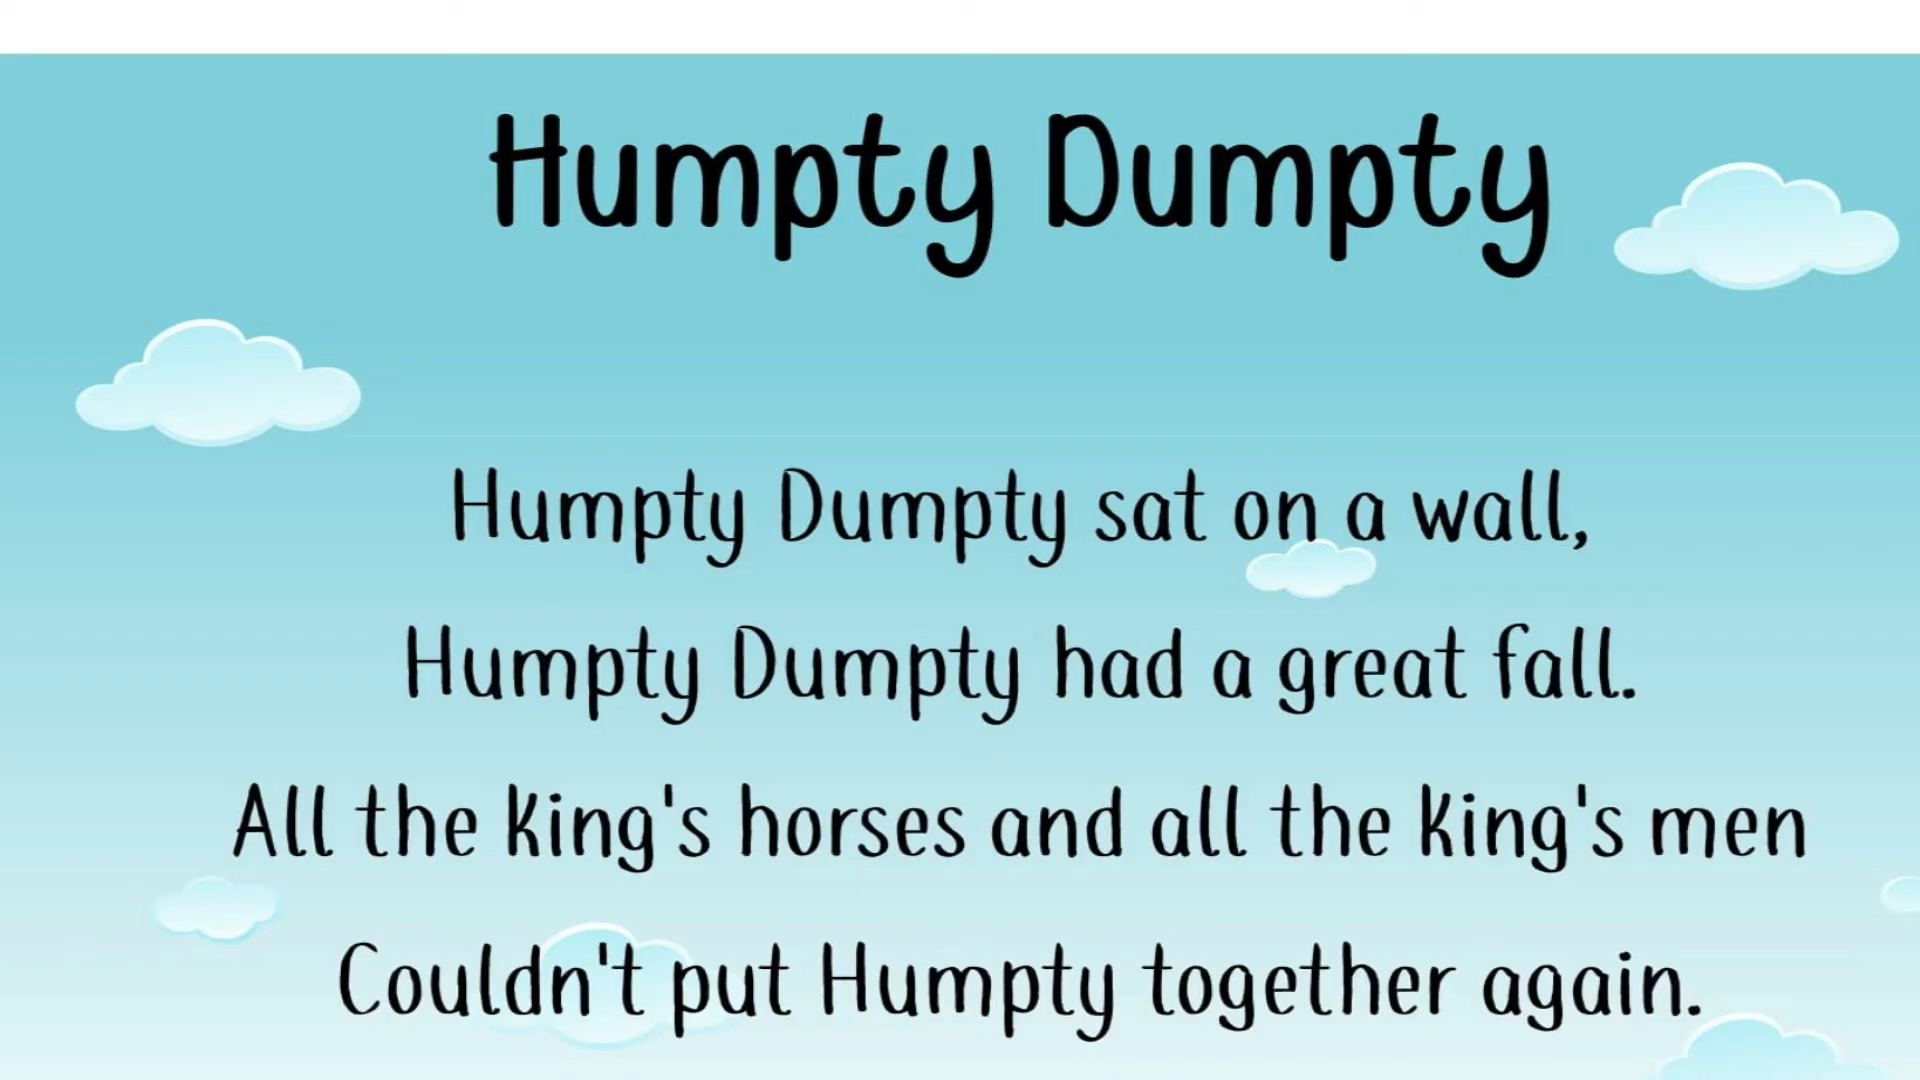 Humpty Dumpty
Humpty Dumpty sat on a wall,
Humpty Dumpty had a great fall.
All the king's horses and all the king's men
Couldn't put Humpty together again.